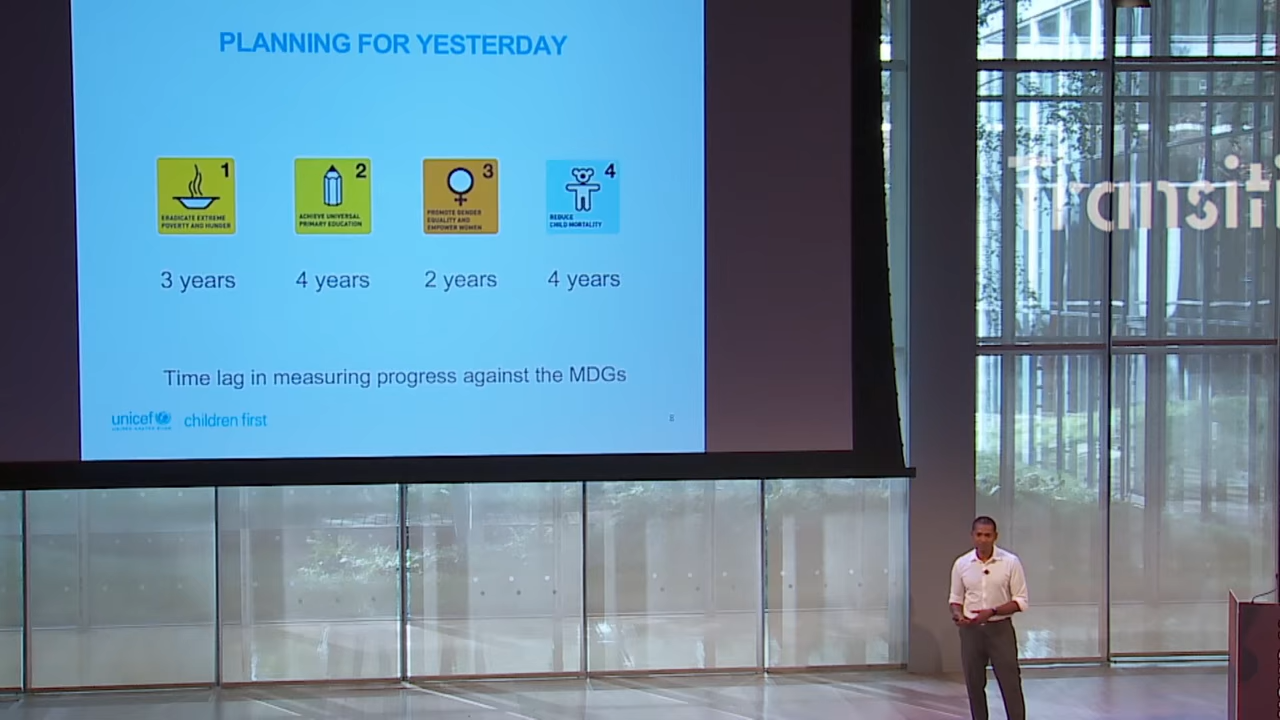 PLANNING FOR YESTERDAY
1
ERADICATE EXTREME
POVERTY AND HUNGER
2
ACHIEVE UNIVERSAL
PRIMARY EDUCATION
3
PROMOTE GENDER
EQUALITY AND
EMPOWER WOMEN
4
REDUCE
CHILD MORTALITY
3 years
4 years
2 years
4 years
Time lag in measuring progress against the MDGs
unicef
children first
Transiti